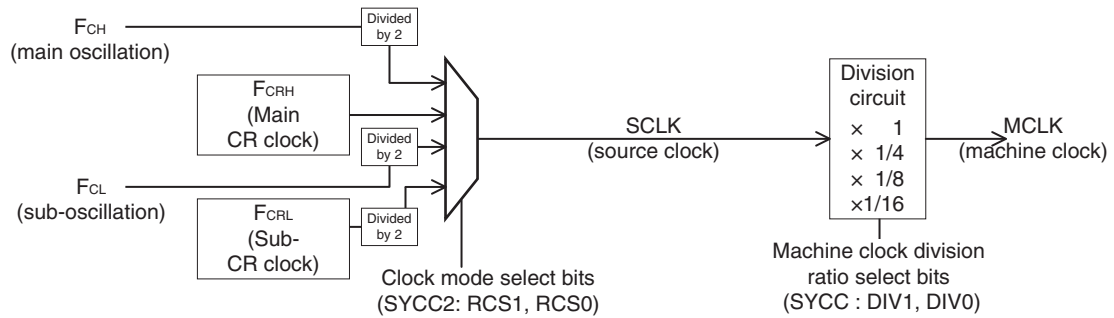 FCH
(main oscillation)
Divided
by 2
FCRH
(Main
CR clock)
Divided
by 2
FCL
(sub-oscillation)
FCRL
(Sub-
CR clock)
Divided
by 2
Clock mode select bits
(SYCC2: RCS1, RCS0)
SCLK
(source clock)
Division
circuit
× 1
× 1/4
× 1/8
×1/16
MCLK
(machine clock)
Machine clock division
ratio select bits
(SYCC : DIV1, DIV0)